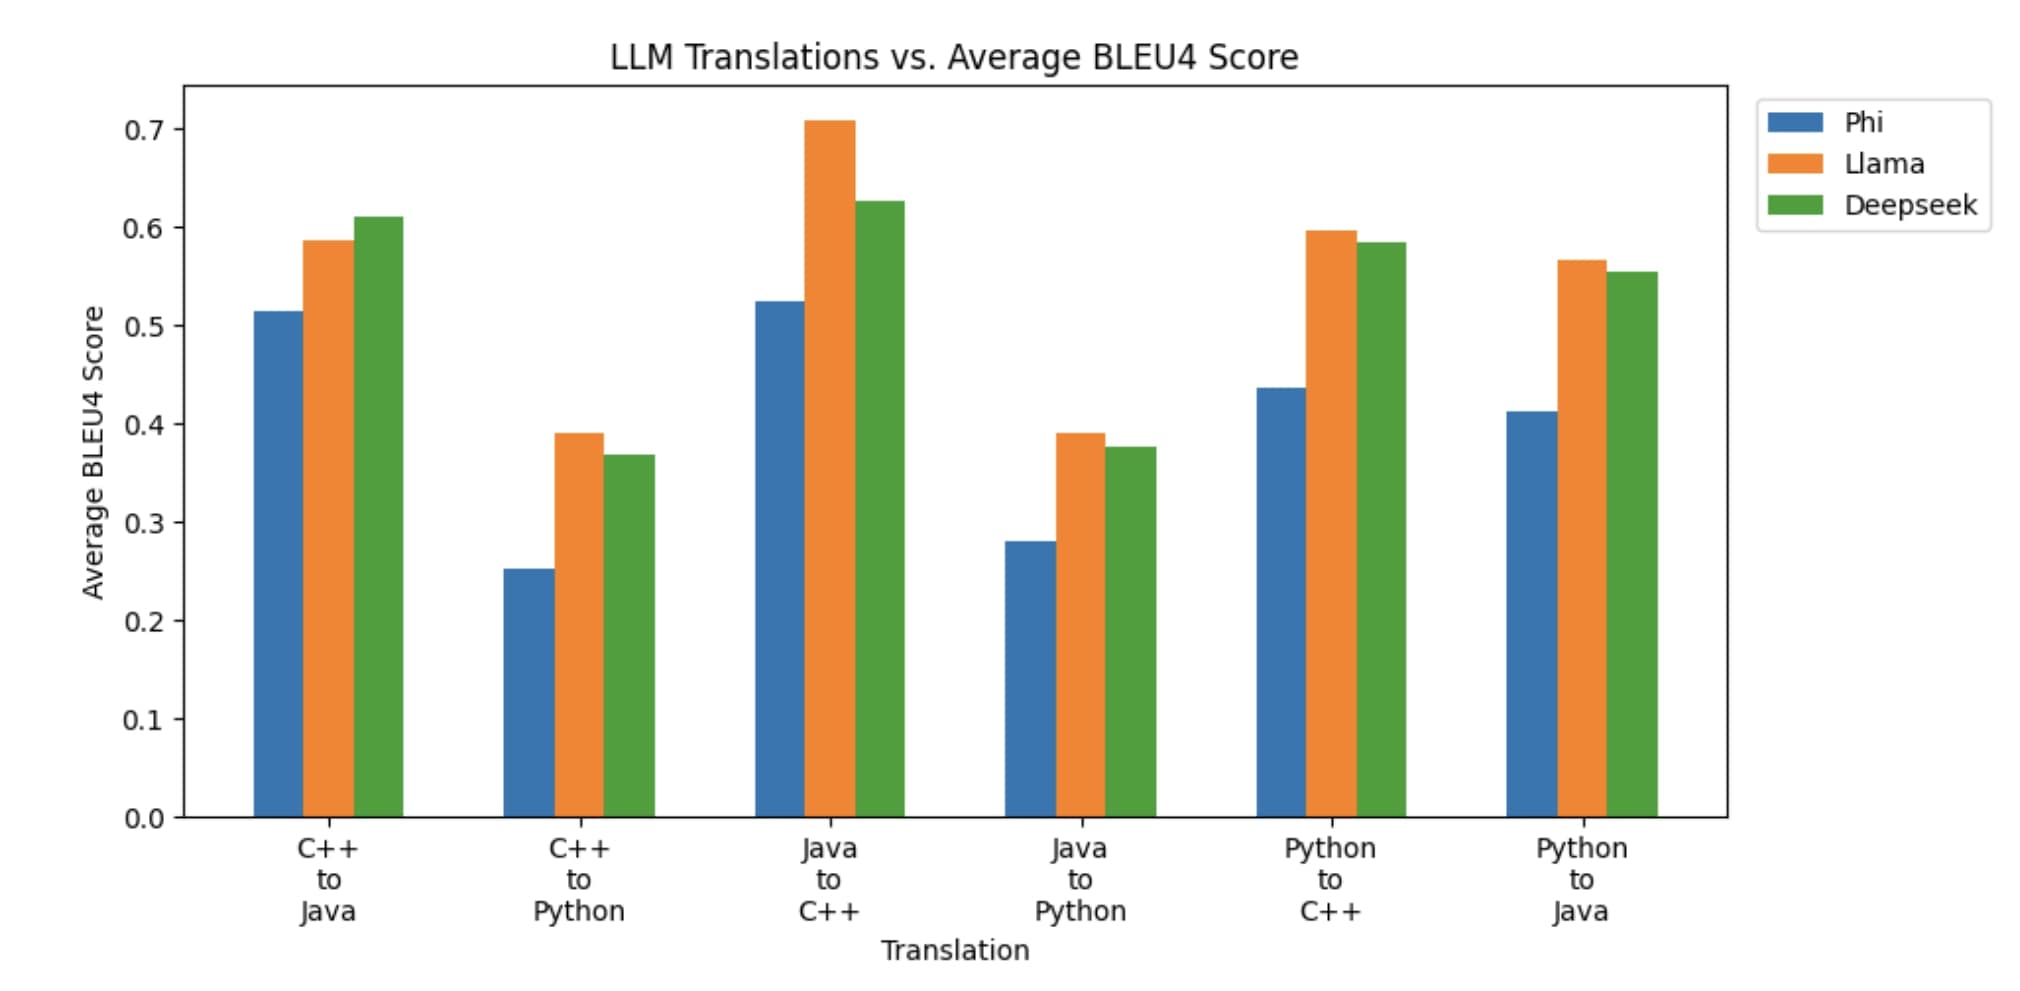 LLM Translations vs. Average BLEU4 Score
Phi
Llama
Deepseek
Average BLEU4 Score
0.7
0.6
0.5
0.4
0.3
0.2
0.1
0.0
C++
to
Java
C++
to
Python
Java
to
C++
Java
to
Python
Python
to
C++
Python
to
Java
Translation